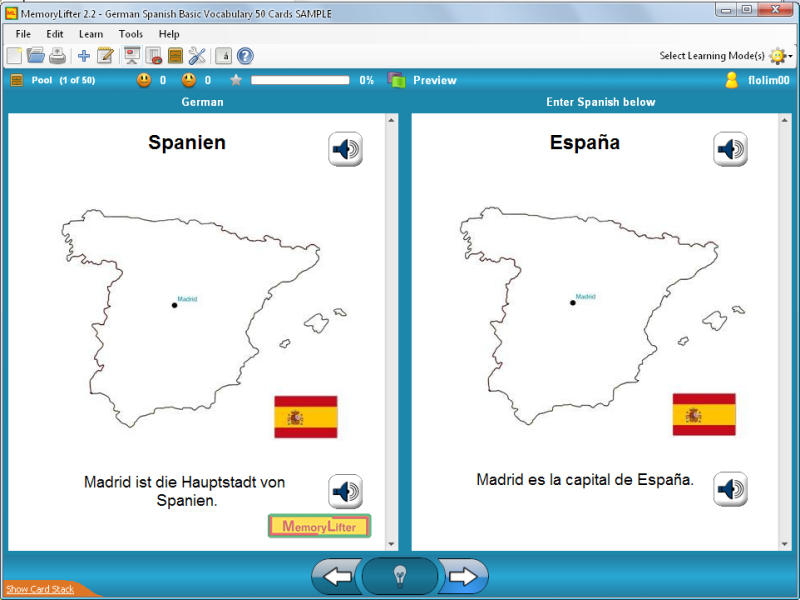 MemoryLifter 2.2 - German Spanish Basic Vocabulary 50 Cards SAMPLE
File Edit Learn Tools Help
Select Learning Mode(s)
Pool (1 of 50) 0 0 0% Preview flolim00
German
Enter Spanish below
Spanien
Madrid
Madrid ist die Hauptstadt von
Spanien.
MemoryLifter
España
Madrid
Madrid es la capital de España.
Show Card Stack